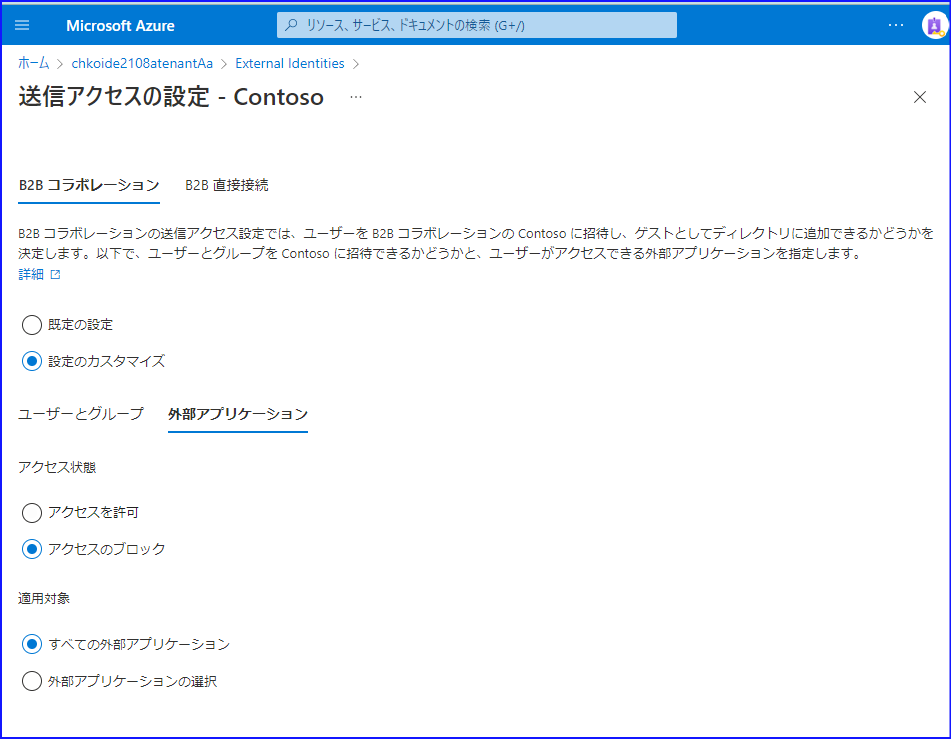 Microsoft Azure
リソース、サービス、ドキュメントの検索 (G+/)
ホーム > chkoide2108atenantAa > External Identities >
送信アクセスの設定 - Contoso
B2B コラボレーション B2B 直接接続
B2B コラボレーションの送信アクセス設定では、ユーザーを B2B コラボレーションの Contoso に招待し、ゲストとしてディレクトリに追加できるかどうかを
決定します。以下で、ユーザーとグループを Contoso に招待できるかどうかと、ユーザーがアクセスできる外部アプリケーションを指定します。
詳細
既定の設定
設定のカスタマイズ
ユーザーとグループ 外部アプリケーション
アクセス状態
アクセスを許可
アクセスのブロック
適用対象
すべての外部アプリケーション
外部アプリケーションの選択